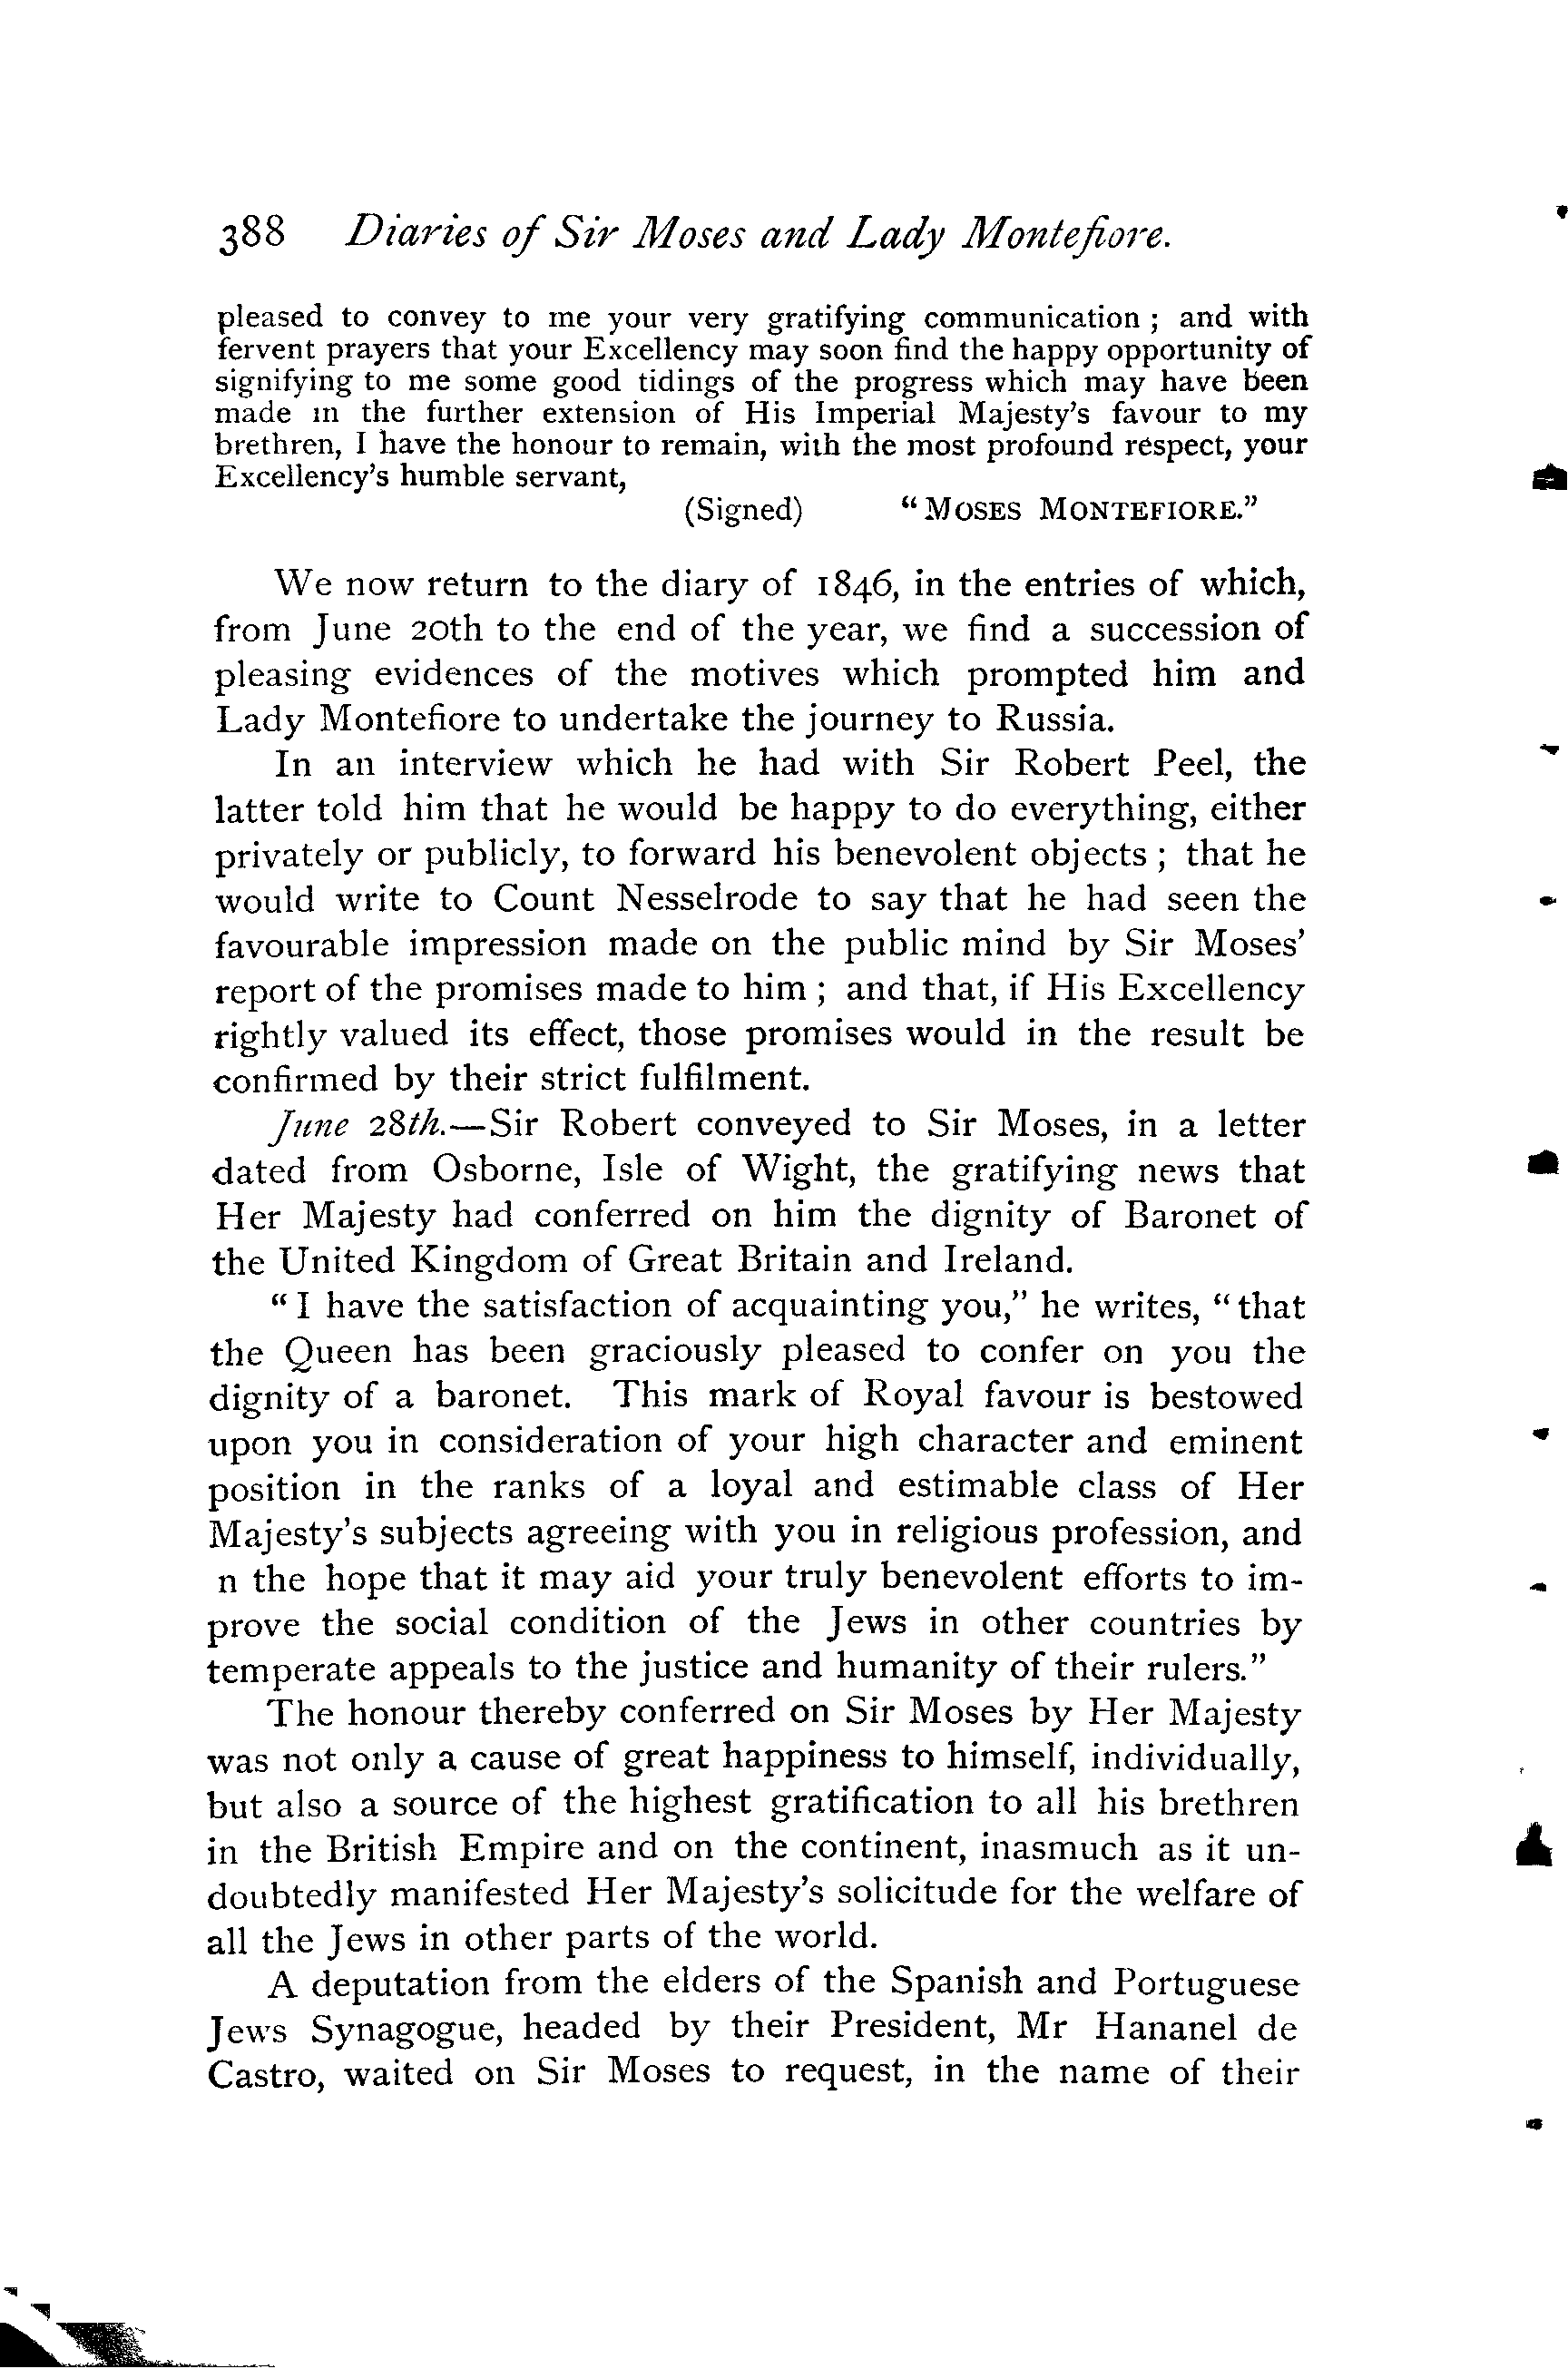 388 Diaries of Sir Moses and Lady Montefiore.
pleased to convey to me your very gratifying communication ; and with
fervent prayers that your Excellency may soon find the happy opportunity of
signifying to me some good tidings of the progress which may have been
made in the further extension of His Imperial Majesty's favour to my
brethren, I have the honour to remain, with the most profound respect, your
Excellency's humble servant,
(Signed) “ MOSES MONTEFIORE.”
We now return to the diary of 1846, in the entries of which,
from June 20th to the end of the year, we find a succession of
pleasing evidences of the motives which prompted him and
Lady Montefiore to undertake the journey to Russia.
In an interview which he had with Sir Robert Peel, the
latter told him that he would be happy to do everything, either
privately or publicly, to forward his benevolent objects ; that he
would write to Count Nesselrode to say that he had seen the
favourable impression made on the public mind by Sir Moses'
report of the promises made to him ; and that, if His Excellency
rightly valued its effect, those promises would in the result be
confirmed by their strict fulfilment.
June 28th.—Sir Robert conveyed to Sir Moses, in a letter
dated from Osborne, Isle of Wight, the gratifying news that
Her Majesty had conferred on him the dignity of Baronet of
the United Kingdom of Great Britain and Ireland.
“ I have the satisfaction of acquainting you,” he writes, “ that
the Queen has been graciously pleased to confer on you the
dignity of a baronet. This mark of Royal favour is bestowed
upon you in consideration of your high character and eminent
position in the ranks of a loyal and estimable class of Her
Majesty's subjects agreeing with you in religious profession, and
n the hope that it may aid your truly benevolent efforts to im-
prove the social condition of the Jews in other countries by
temperate appeals to the justice and humanity of their rulers.”
The honour thereby conferred on Sir Moses by Her Majesty
was not only a cause of great happiness to himself, individually,
but also a source of the highest gratification to all his brethren
in the British Empire and on the continent, inasmuch as it un-
doubtedly manifested Her Majesty's solicitude for the welfare of
all the Jews in other parts of the world.
A deputation from the elders of the Spanish and Portuguese
Jews Synagogue, headed by their President, Mr Hananel de
Castro, waited on Sir Moses to request, in the name of their